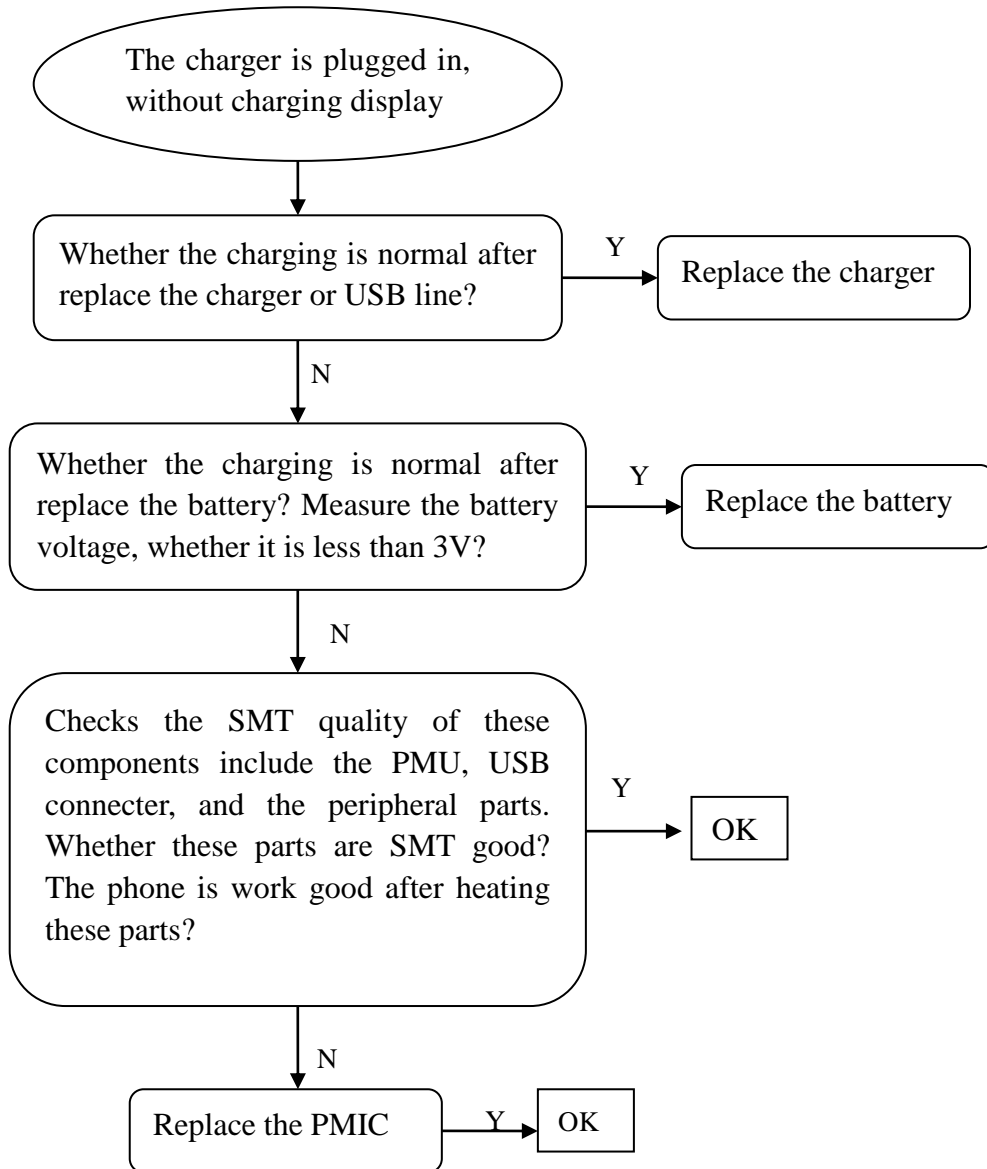 The charger is plugged in,
without charging display
Whether the charging is normal after
replace the charger or USB line?
Y
Replace the charger
N
Whether the charging is normal after
replace the battery? Measure the battery
voltage, whether it is less than 3V?
Y
Replace the battery
N
Checks the SMT quality of these
components include the PMU, USB
connecter, and the peripheral parts.
Whether these parts are SMT good?
The phone is work good after heating
these parts?
Y
OK
N
Replace the PMIC
Y
OK